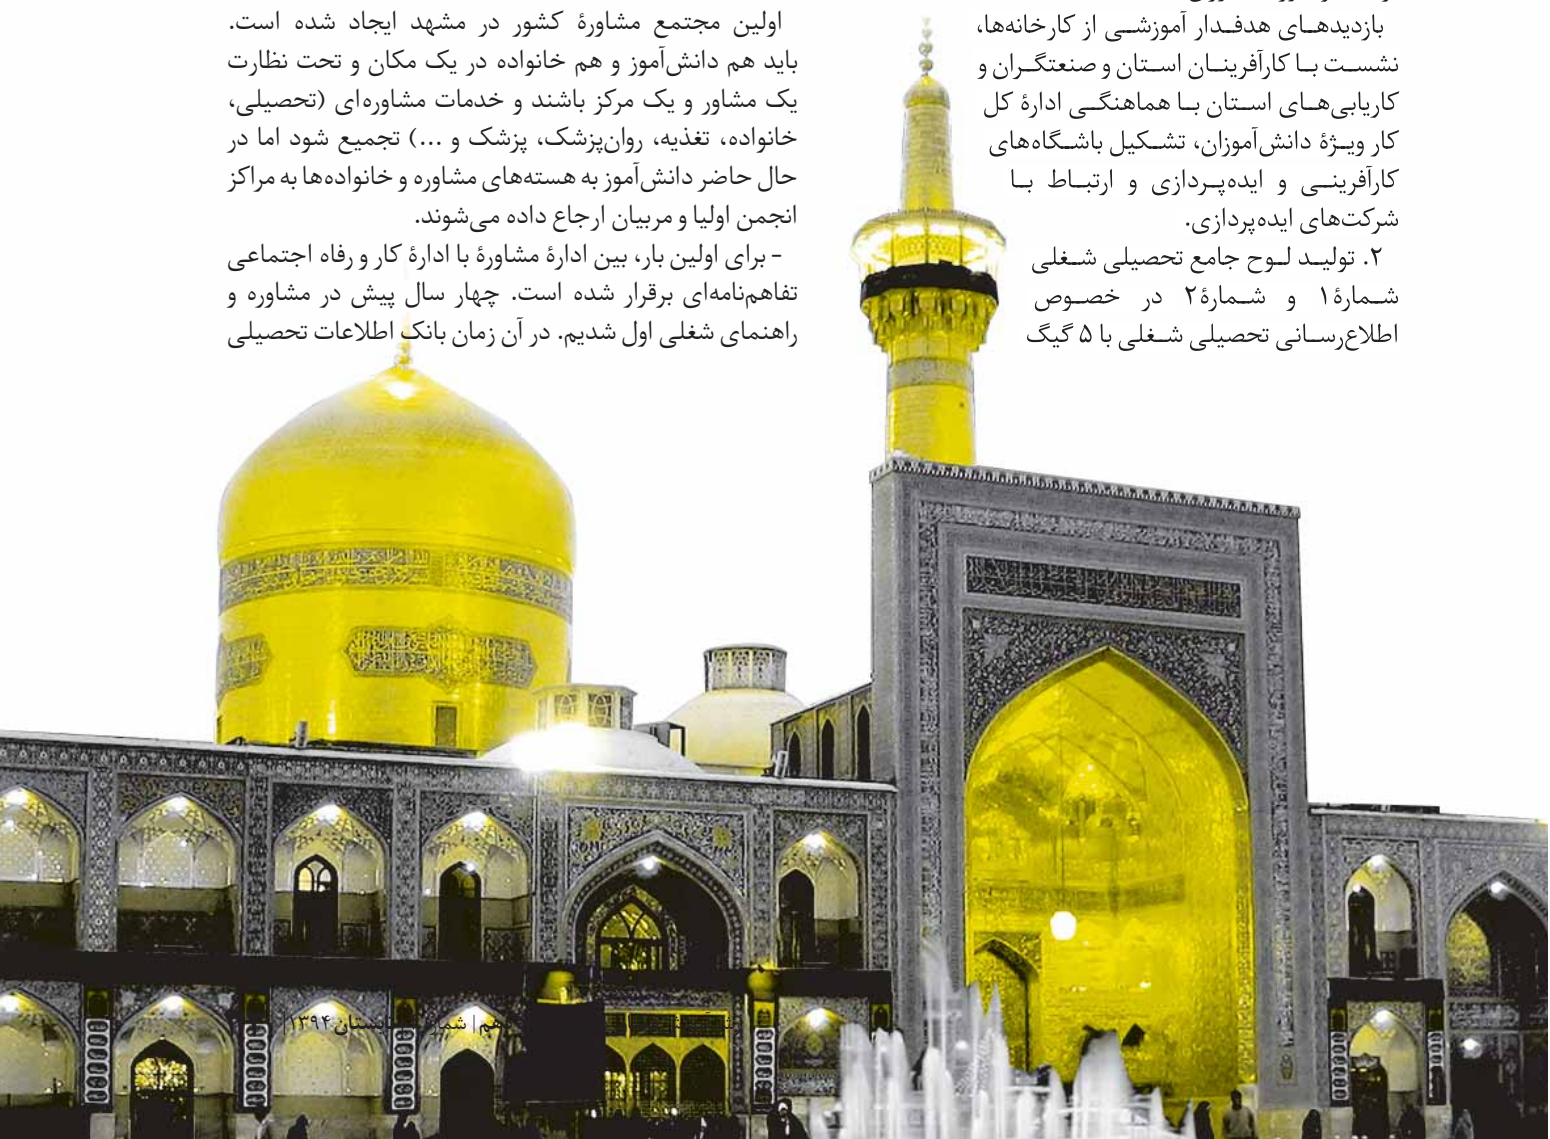 بازدیدهای هدفدار آموزشی از کارخانه‌ها،
نشست با کارآفرینان استان و صنعتگران و
کاریابی‌های استان با هماهنگی ادارهٔ کل
کار ویژهٔ دانش‌آموزان، تشکیل باشگاه‌های
کارآفرینی و ایده‌پردازی و ارتباط با
شرکت‌های ایده‌پردازی.
۲. تولید لوح جامع تحصیلی شغلی
شمارهٔ۱ و شمارهٔ۲ در خصوص
اطلاع‌رسانی تحصیلی شغلی با ۵ گیگ
اولین مجتمع مشاورهٔ کشور در مشهد ایجاد شده است.
باید هم دانش‌آموز و هم خانواده در یک مکان و تحت نظارت
یک مشاور و یک مرکز باشند و خدمات مشاوره‌ای (تحصیلی،
خانواده، تغذیه، روان‌پزشک، پزشک و ...) تجمیع شود اما در
حال حاضر دانش‌آموز به هسته‌های مشاوره و خانواده‌ها به مراکز
انجمن اولیا و مربیان ارجاع داده می‌شوند.
- برای اولین بار، بین ادارهٔ مشاورهٔ با ادارهٔ کار و رفاه اجتماعی
تفاهم‌نامه‌ای برقرار شده است. چهار سال پیش در مشاوره و
راهنمای شغلی اول شدیم. در آن زمان بانک اطلاعات تحصیلی
تابستان ۱۳۹۴|